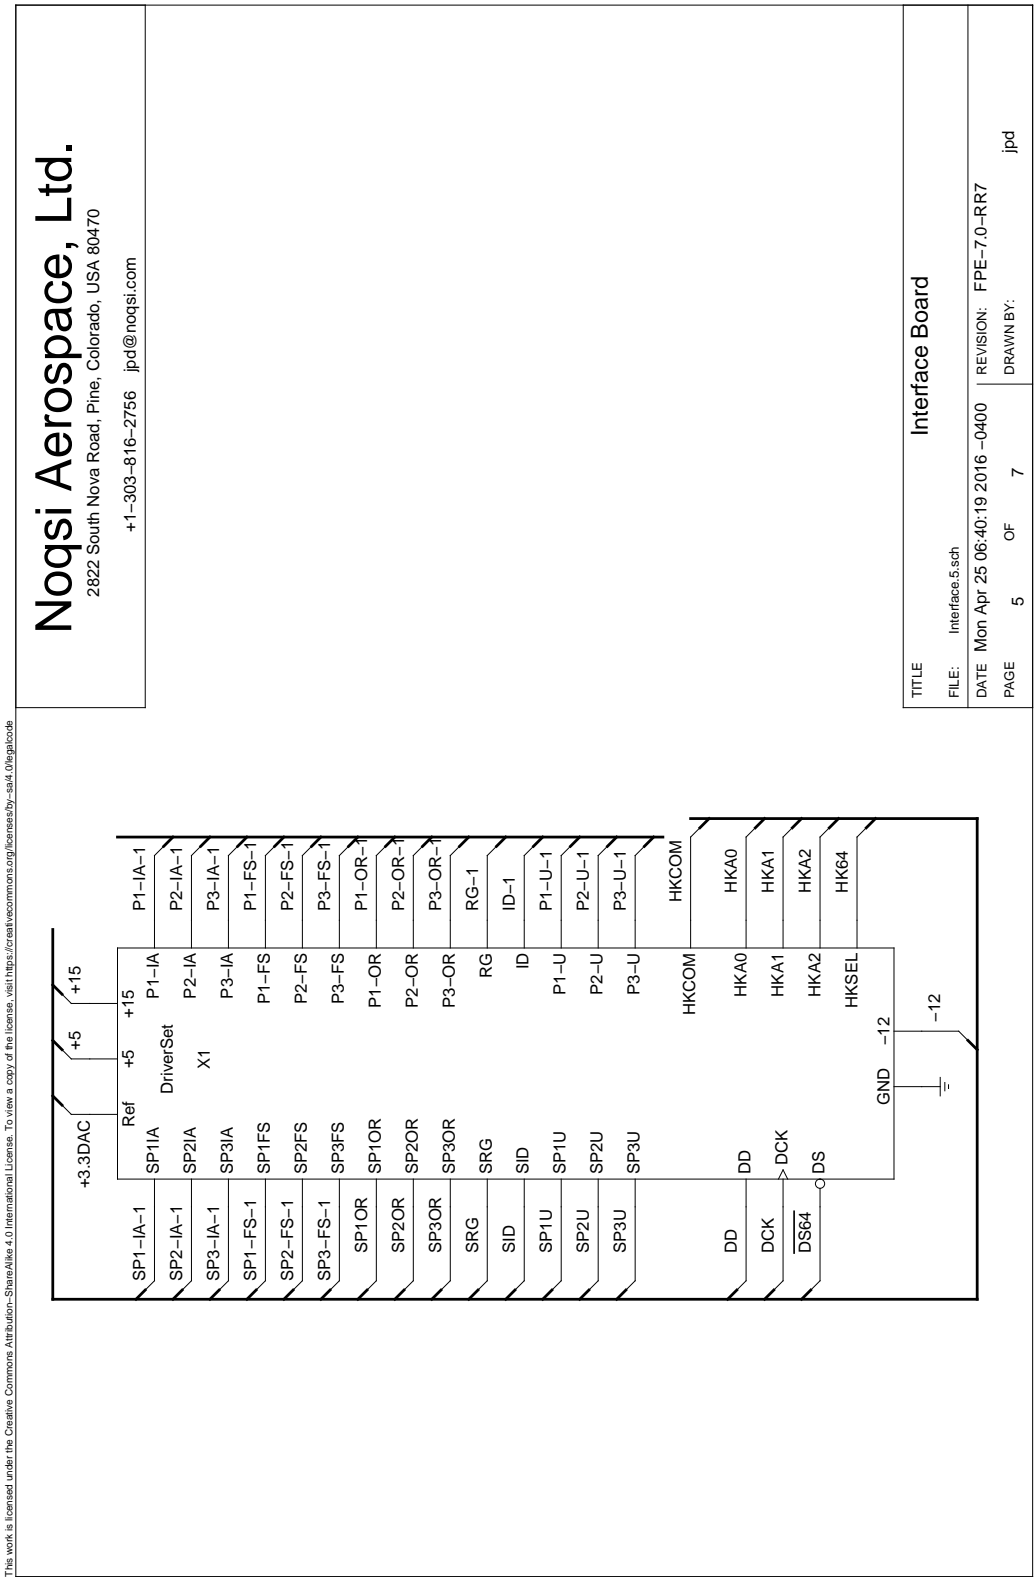 This work is licensed under the Creative Commons Attribution−ShareAlike 4.0 International License. To view a copy of the license, visit https://creativecommons.org/licenses/by−sa/4.0/legalcode
Noqsi Aerospace, Ltd.
2822 South Nova Road, Pine, Colorado, USA 80470
+1−303−816−2756 jpd@noqsi.com
+3.3DAC
+5
+15
Ref
+5
+15
DriverSet
X1
SP1−IA−1 SP1IA P1−IA P1−IA−1
SP2−IA−1 SP2IA P2−IA P2−IA−1
SP3−IA−1 SP3IA P3−IA P3−IA−1
SP1−FS−1 SP1FS P1−FS P1−FS−1
SP2−FS−1 SP2FS P2−FS P2−FS−1
SP3−FS−1 SP3FS P3−FS P3−FS−1
SP1OR SP1OR P1−OR P1−OR−1
SP2OR SP2OR P2−OR P2−OR−1
SP3OR SP3OR P3−OR P3−OR−1
SRG SRG RG RG−1
SID SID ID ID−1
SP1U SP1U P1−U P1−U−1
SP2U SP2U P2−U P2−U−1
SP3U SP3U P3−U P3−U−1
HKCOM HKCOM
DD DD HKA0 HKA0
DCK DCK HKA1 HKA1
DS64 DS HKA2 HKA2
HKSEL HK64
GND −12
−12
TITLE
Interface Board
FILE: Interface.5.sch
DATE Mon Apr 25 06:40:19 2016 −0400 REVISION: FPE−7.0−RR7
PAGE 5 OF 7 DRAWN BY: jpd